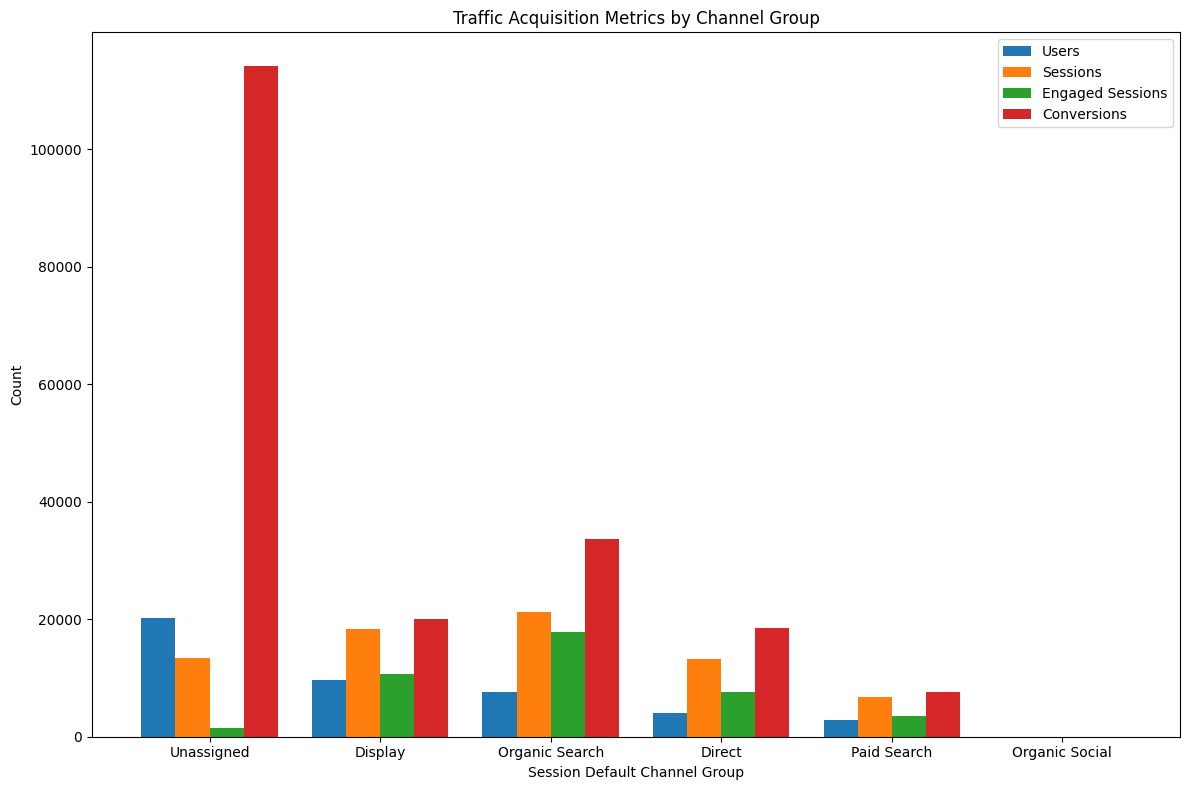 Traffic Acquisition Metrics by Channel Group
Users
Sessions
Engaged Sessions
Conversions
100000
80000
60000
40000
20000
0
Count
Unassigned
Display
Organic Search
Direct
Paid Search
Organic Social
Session Default Channel Group